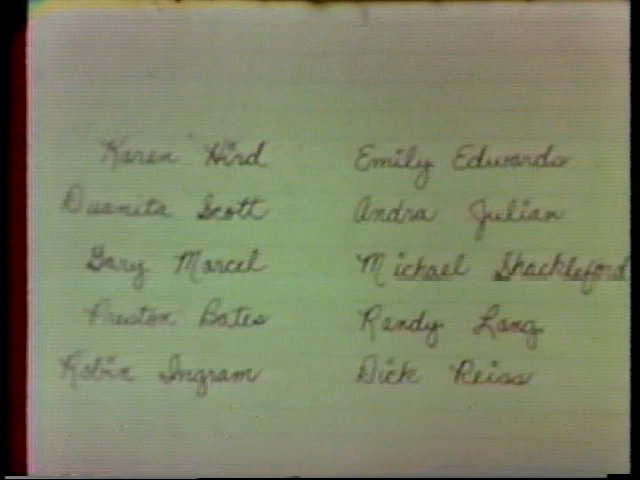 Karen Hird Emily Edwards
Duanita Scott Andra Julian
Gary Marcel Michael Shackleford
Preston Bates Randy Lang
Robin Ingram Dick Reiss